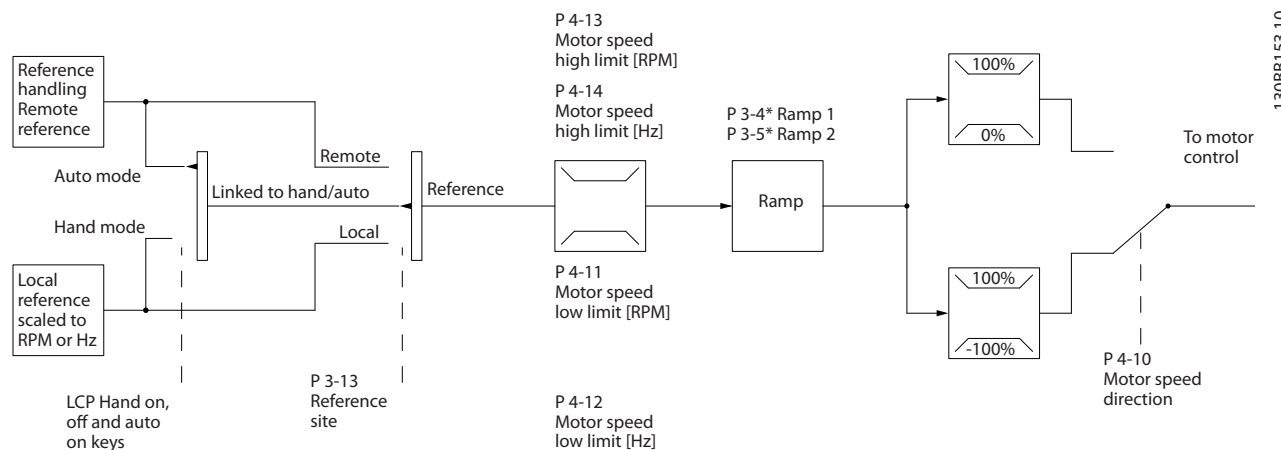 Reference
handling
Remote
reference
Auto mode
Hand mode
Local
reference
scaled to
RPM or Hz
LCP Hand on,
off and auto
on keys
Linked to hand/auto
Remote
Local
P 3-13
Reference
site
Reference
P 4-13
Motor speed
high limit [RPM]
P 4-14
Motor speed
high limit [Hz]
P 4-11
Motor speed
low limit [RPM]
P 4-12
Motor speed
low limit [Hz]
P 3-4* Ramp 1
P 3-5* Ramp 2
Ramp
100%
0%
100%
-100%
To motor
control
P 4-10
Motor speed
direction
130BB153.10